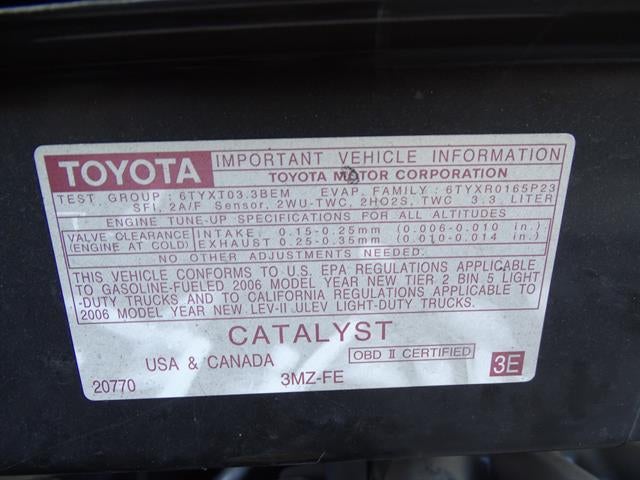 TOYOTA IMPORTANT VEHICLE INFORMATION
TOYOTA MOTOR CORPORATION
TEST GROUP : 6TYXT03.3BEM EVAP. FAMILY : 6TYXR0165P23
SFI, 2A/F Sensor, 2WU-TWC, 2HO2S, TWC 3.3 LITER
ENGINE TUNE-UP SPECIFICATIONS FOR ALL ALTITUDES
VALVE CLEARANCE INTAKE 0.15-0.25mm (0.006-0.010 in.)
(ENGINE AT COLD) EXHAUST 0.25-0.35mm (0.010-0.014 in.)
NO OTHER ADJUSTMENTS NEEDED.
THIS VEHICLE CONFORMS TO U.S. EPA REGULATIONS APPLICABLE
TO GASOLINE-FUELED 2006 MODEL YEAR NEW TIER 2 BIN 5 LIGHT
-DUTY TRUCKS AND TO CALIFORNIA REGULATIONS APPLICABLE TO
2006 MODEL YEAR NEW LEV-II ULEV LIGHT-DUTY TRUCKS.
CATALYST
USA & CANADA OBD II CERTIFIED
20770 3MZ-FE 3E